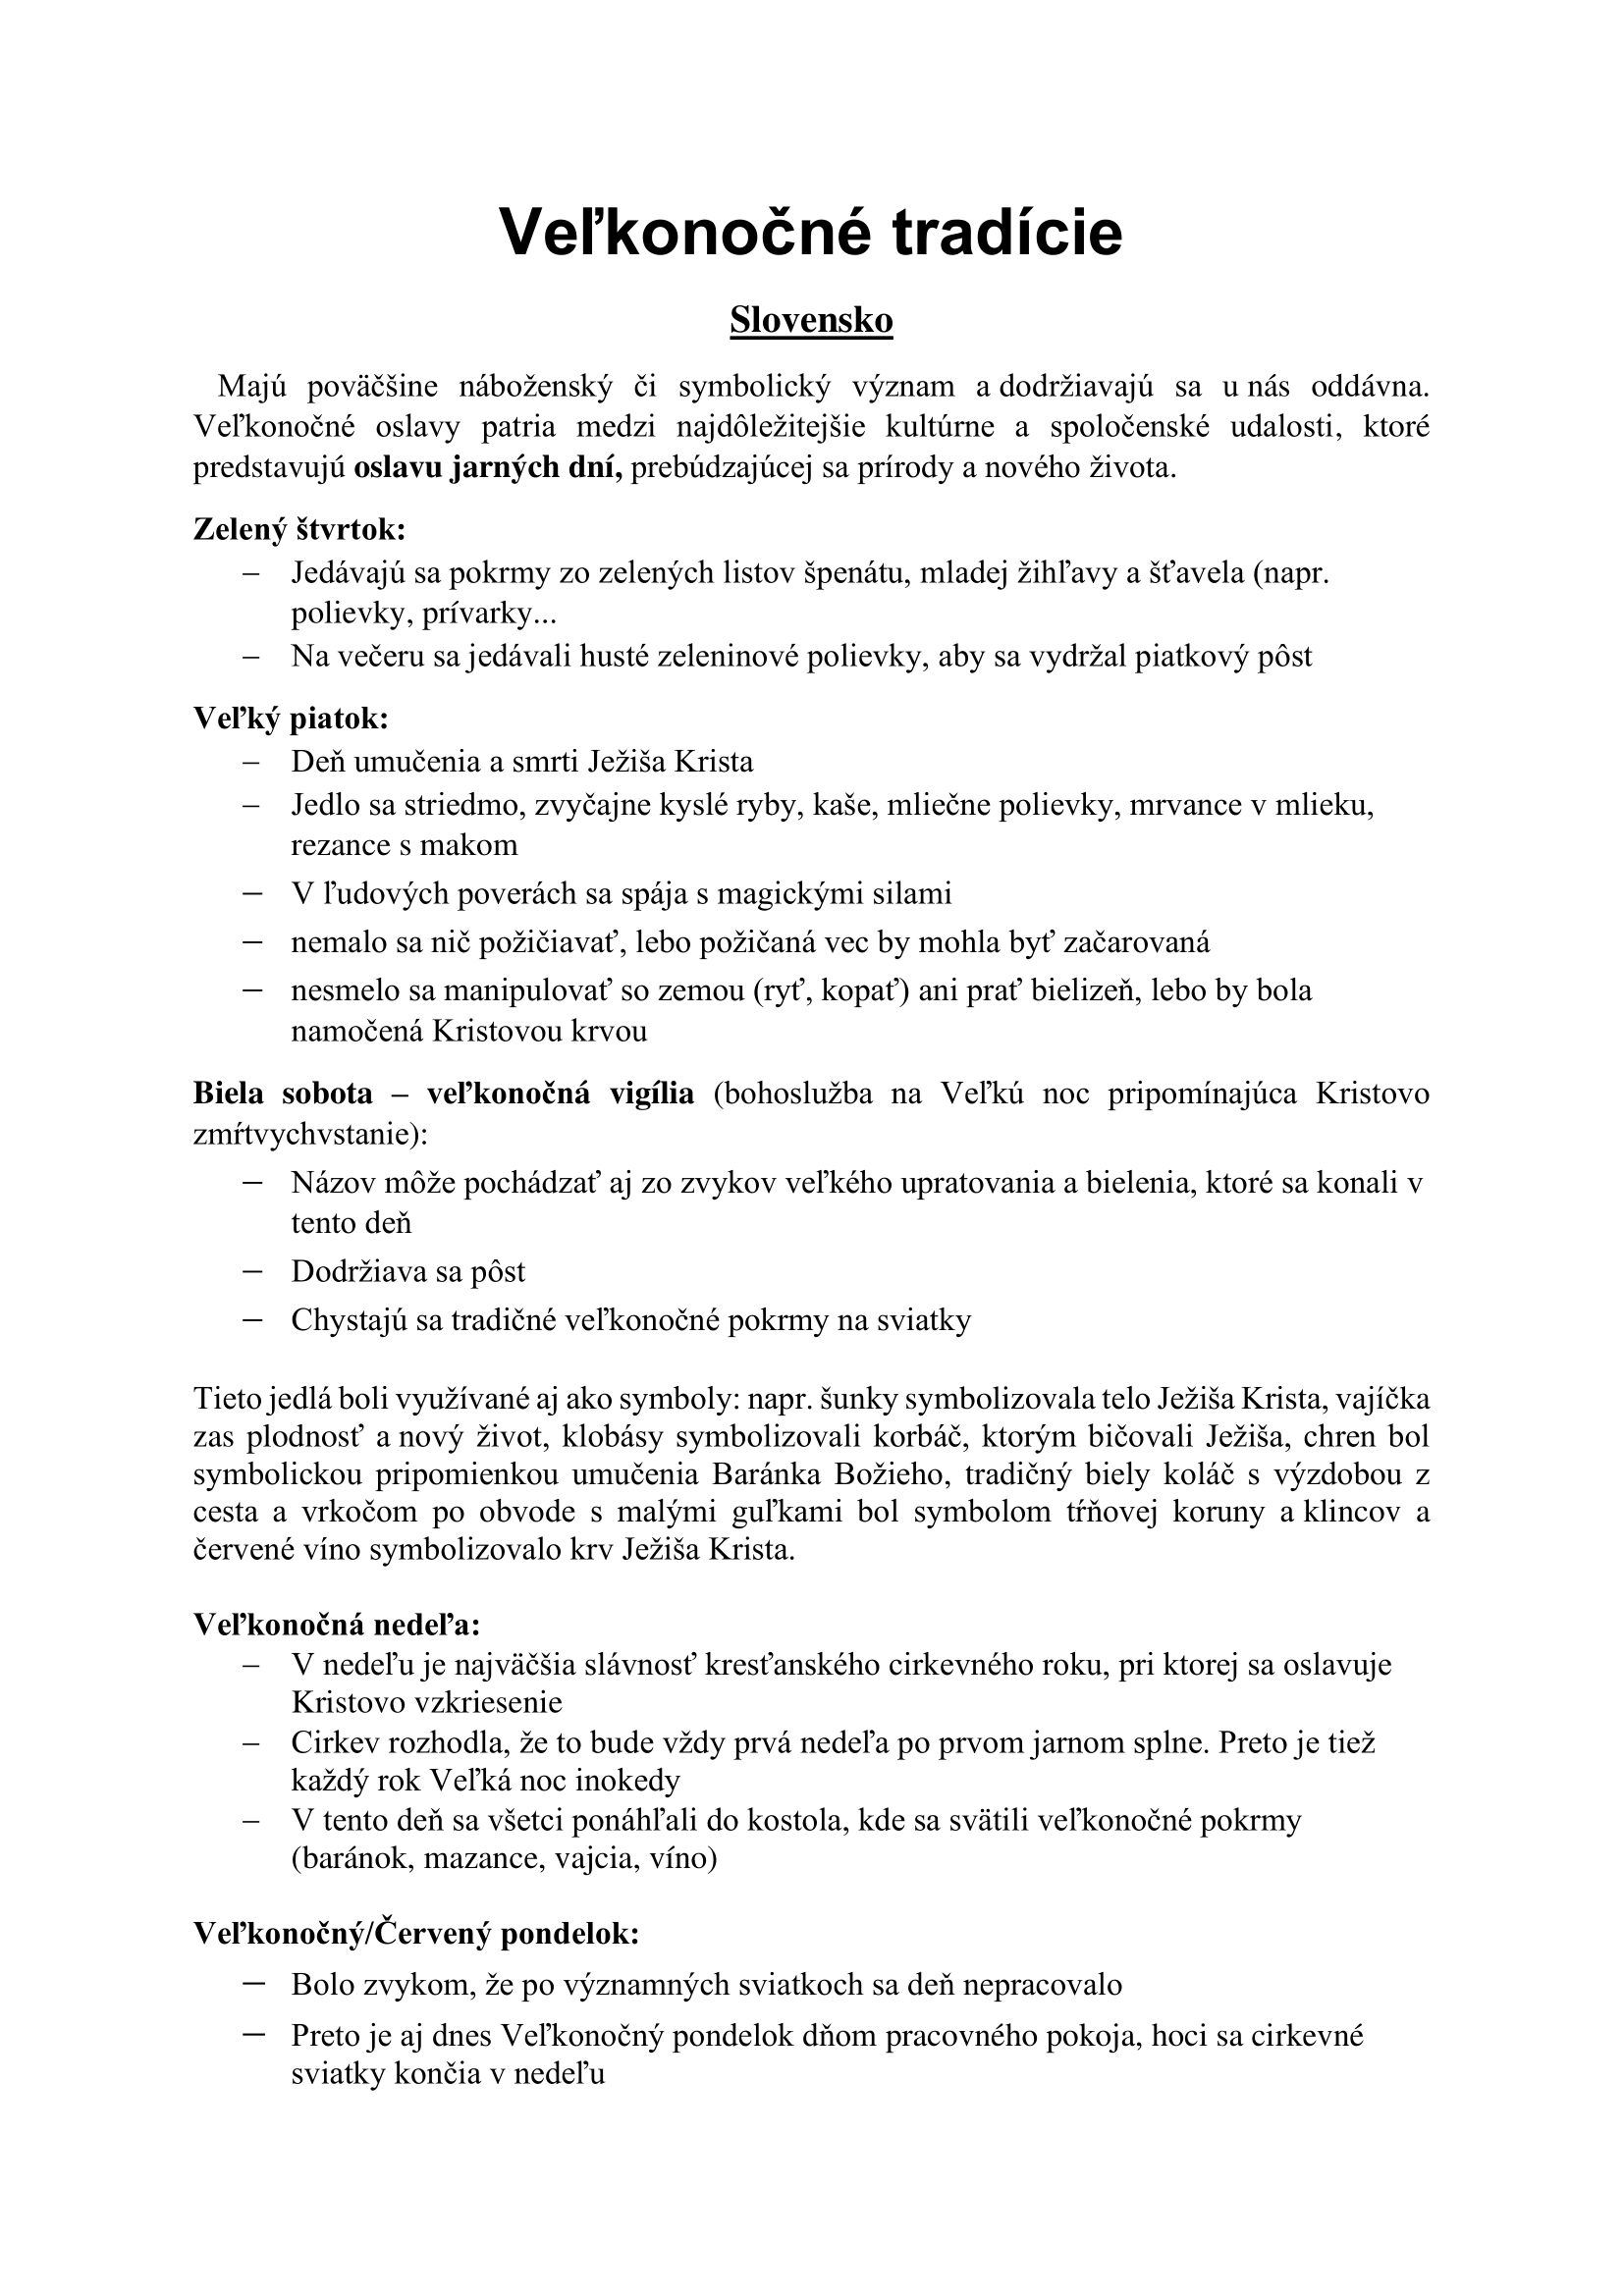 Veľkonočné tradície
Slovensko
Majú poväčšine náboženský či symbolický význam a dodržiavajú sa u nás oddávna.
Veľkonočné oslavy patria medzi najdôležitejšie kultúrne a spoločenské udalosti, ktoré
predstavujú oslavu jarných dní, prebúdzajúcej sa prírody a nového života.
Zelený štvrtok:
– Jedávajú sa pokrmy zo zelených listov špenátu, mladej žihľavy a šťavela (napr.
polievky, prívarky...
– Na večeru sa jedávali husté zeleninové polievky, aby sa vydržal piatkový pôst
Veľký piatok:
– Deň umučenia a smrti Ježiša Krista
– Jedlo sa striedmo, zvyčajne kyslé ryby, kaše, mliečne polievky, mrvance v mlieku,
rezance s makom
– V ľudových poverách sa spája s magickými silami
– nemalo sa nič požičiavať, lebo požičaná vec by mohla byť začarovaná
– nesmelo sa manipulovať so zemou (ryť, kopať) ani prať bielizeň, lebo by bola
namočená Kristovou krvou
Biela sobota – veľkonočná vigília (bohoslužba na Veľkú noc pripomínajúca Kristovo
zmŕtvychvstanie):
– Názov môže pochádzať aj zo zvykov veľkého upratovania a bielenia, ktoré sa konali v
tento deň
– Dodržiava sa pôst
– Chystajú sa tradičné veľkonočné pokrmy na sviatky
Tieto jedlá boli využívané aj ako symboly: napr. šunky symbolizovala telo Ježiša Krista, vajíčka
zas plodnosť a nový život, klobásy symbolizovali korbáč, ktorým bičovali Ježiša, chren bol
symbolickou pripomienkou umučenia Baránka Božieho, tradičný biely koláč s výzdobou z
cesta a vrkočom po obvode s malými guľkami bol symbolom tŕňovej koruny a klincov a
červené víno symbolizovalo krv Ježiša Krista.
Veľkonočná nedeľa:
– V nedeľu je najväčšia slávnosť kresťanského cirkevného roku, pri ktorej sa oslavuje
Kristovo vzkriesenie
– Cirkev rozhodla, že to bude vždy prvá nedeľa po prvom jarnom splne. Preto je tiež
každý rok Veľká noc inokedy
– V tento deň sa všetci ponáhľali do kostola, kde sa svätili veľkonočné pokrmy
(baránok, mazance, vajcia, víno)
Veľkonočný/Červený pondelok:
– Bolo zvykom, že po významných sviatkoch sa deň nepracovalo
– Preto je aj dnes Veľkonočný pondelok dňom pracovného pokoja, hoci sa cirkevné
sviatky končia v nedeľu